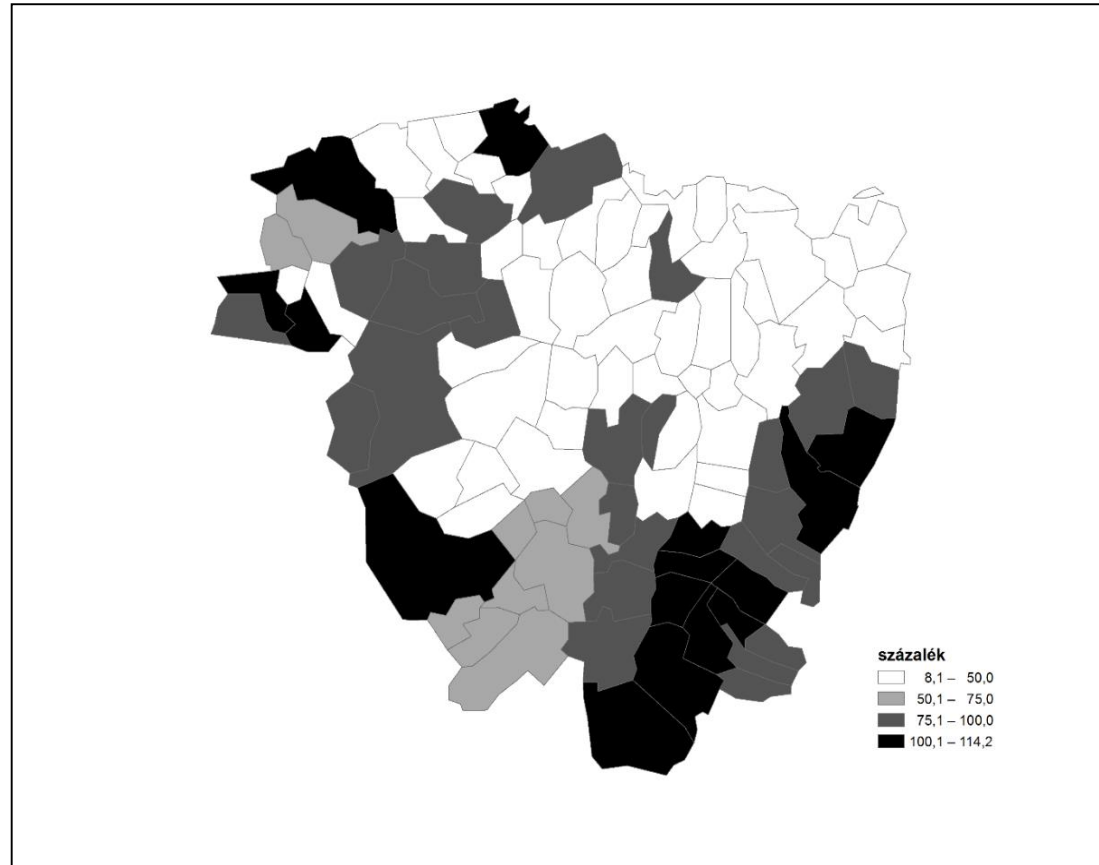 százalék
8,1 – 50,0
50,1 – 75,0
75,1 – 100,0
100,1 – 114,2